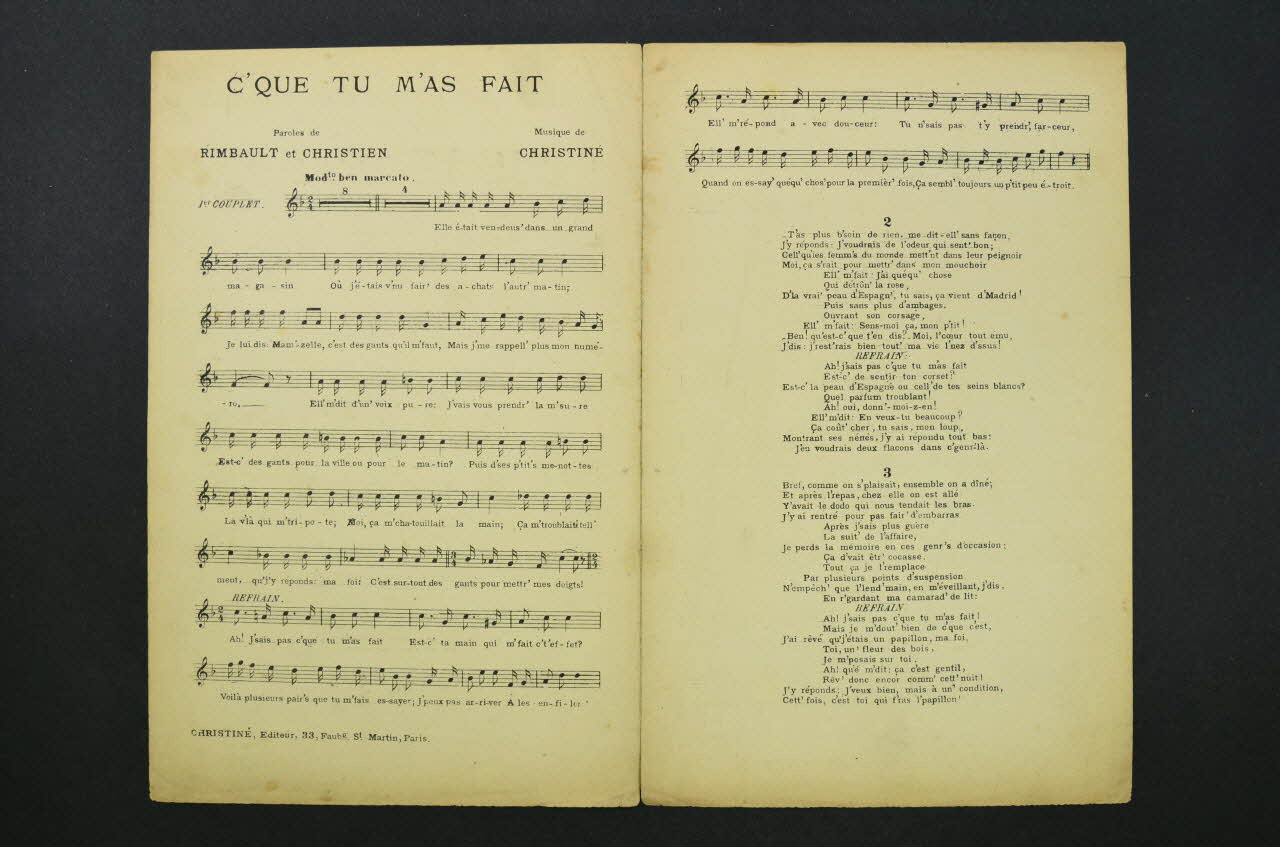 C'QUE TU M'AS FAIT
Paroles de
RIMBAULT et CHRISTIEN
Musique de
CHRISTINÉ
Modto ben marcato.
8 4
1er COUPLET.
Elle é-tait ven-deus' dans un grand
ma-ga-sin Où j'é-tais v'nu fair' des a-chats l'autr' ma-tin;
Je lui dis: Mam'-zelle, c'est des gants qu'il m'faut, Mais j'me rappell' plus mon numé-
-ro. Ell' m'dit d'un' voix pu-re: J'vais vous prendr' la m'su-re
Est-c' des gants pour la ville ou pour le ma-tin? Puis d'ses p'tit's me-not-tes
La v'là qui m'tri-po-te; Moi, ça m'cha-touillait la main; Ça m'troublait tell'
ment, qu'j'y réponds: ma foi: C'est sur-tout des gants pour mettr' mes doigts!
REFRAIN.
Ah! J'sais pas c'que tu m'as fait Est-c' ta main qui m'fait c't'ef-fet?
Voilà plusieurs pair's que tu m'fais es-sayer; J'peux pas ar-ri-ver A les en-fi-ler
CHRISTINÉ, Editeur, 33, Faubg. St Martin, Paris.
Ell' m'ré-pond a-vec dou-ceur: Tu n'sais pas t'y prendr', far-ceur,
Quand on es-say' quéqu' chos' pour la premièr' fois, Ça sembl' toujours un p'tit peu é-troit.
2
_T'as plus b'soin de rien, me dit-ell' sans façon,
J'y réponds: J'voudrais de l'odeur qui sent' bon;
Cell' qu'les femm's du monde mett'nt dans leur peignoir
Moi, ça s'rait pour mettr' dans mon mouchoir
Ell' m'fait: J'ai quéqu' chose
Qui détrôn' la rose,
D'la vrai' peau d'Espagn', tu sais, ça vient d'Madrid!
Puis sans plus d'ambages.
Ouvrant son corsage,
Ell' m'fait: Sens-moi ça, mon p'tit!
_Ben! qu'est-c' que t'en dis? Moi, l'cœur tout ému,
J'dis: j'rest'rais bien tout' ma vie l'nez d'ssus!
REFRAIN:
Ah! j'sais pas c'que tu m'as fait
Est-c' de sentir ton corset?
Est-c' la peau d'Espagne ou cell' de tes seins blancs?
Quel parfum troublant!
Ah! oui, donn'-moi-z-en!
Ell' m'dit: En veux-tu beaucoup?
Ça coût' cher, tu sais, mon loup,
Montrant ses nénés, j'y ai répondu tout bas:
J'en voudrais deux flacons dans c'genr'-là.
3
Bref, comme on s'plaisait, ensemble on a dîné;
Et après l'repas, chez elle on est allé
Y'avait le dodo qui nous tendait les bras
J'y ai rentré pour pas fair' d'embarras
Après j'sais plus guère
La suit' de l'affaire,
Je perds la mémoire en ces genr's d'occasion;
Ça d'vait êtr' cocasse.
Tout ça je l'remplace
Par plusieurs points d'suspension
N'empêch' que l'lend'main, en m'éveillant, j'dis,
En r'gardant ma camarad' de lit:
REFRAIN
Ah! j'sais pas c'que tu m'as fait!
Mais je m'dout' bien de c'que c'est,
J'ai rêvé qu'j'étais un papillon, ma foi,
Toi, un' fleur des bois,
Je m'posais sur toi.
Ah! qu'é m'dit: ça c'est gentil,
Rêv' donc encor comm' cett' nuit!
J'y réponds: J'veux bien, mais à un' condition,
Cett' fois, c'est toi qui f'ras l'papillon!